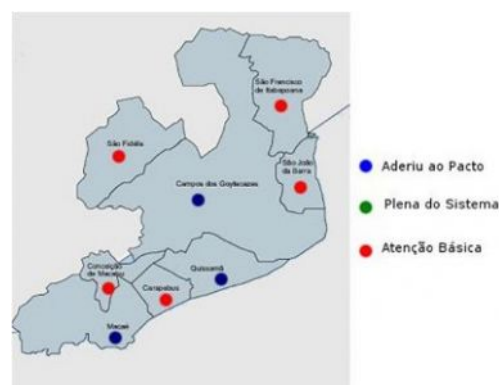 São Francisco
de Itabapoana
São Fidélis
São João
da Barra
Campos dos Goytacazes
Aderiu ao Pacto
Plena do Sistema
Atenção Básica
Quissamã
Conceição
de Macabu
Carapebus
Macaé